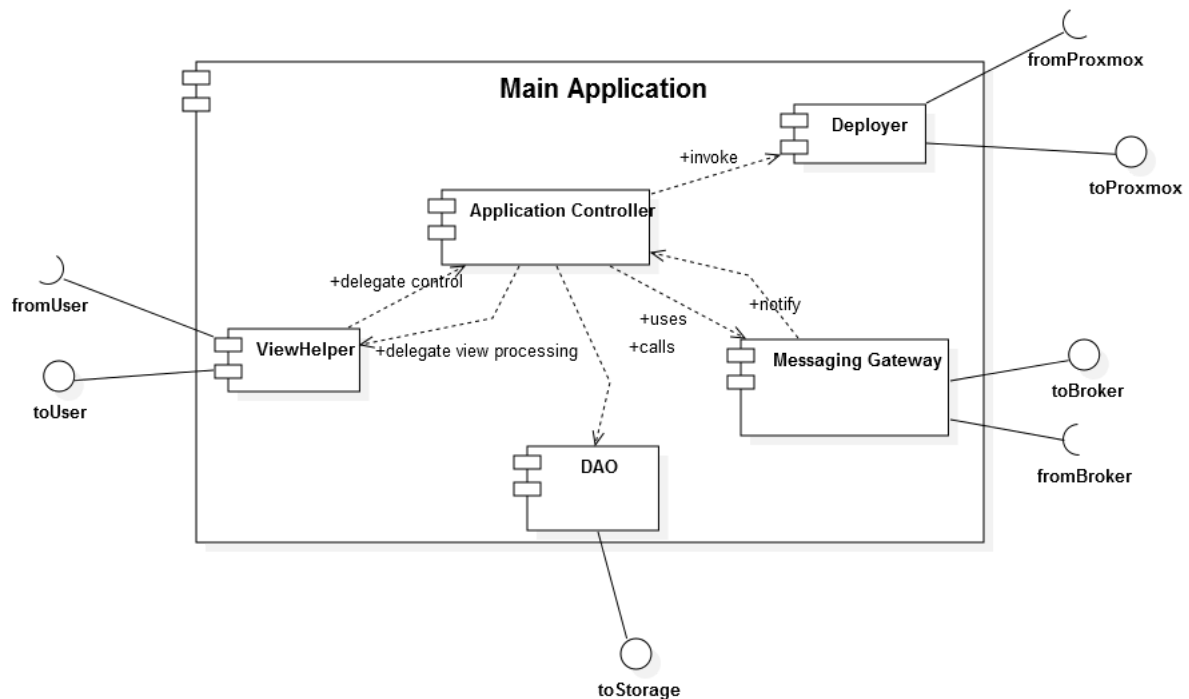 fromProxmox
Main Application
Deployer
+invoke
toProxmox
Application Controller
+delegate control
fromUser
+notify
+uses
ViewHelper
+delegate view processing
+calls
Messaging Gateway
toBroker
toUser
DAO
fromBroker
toStorage